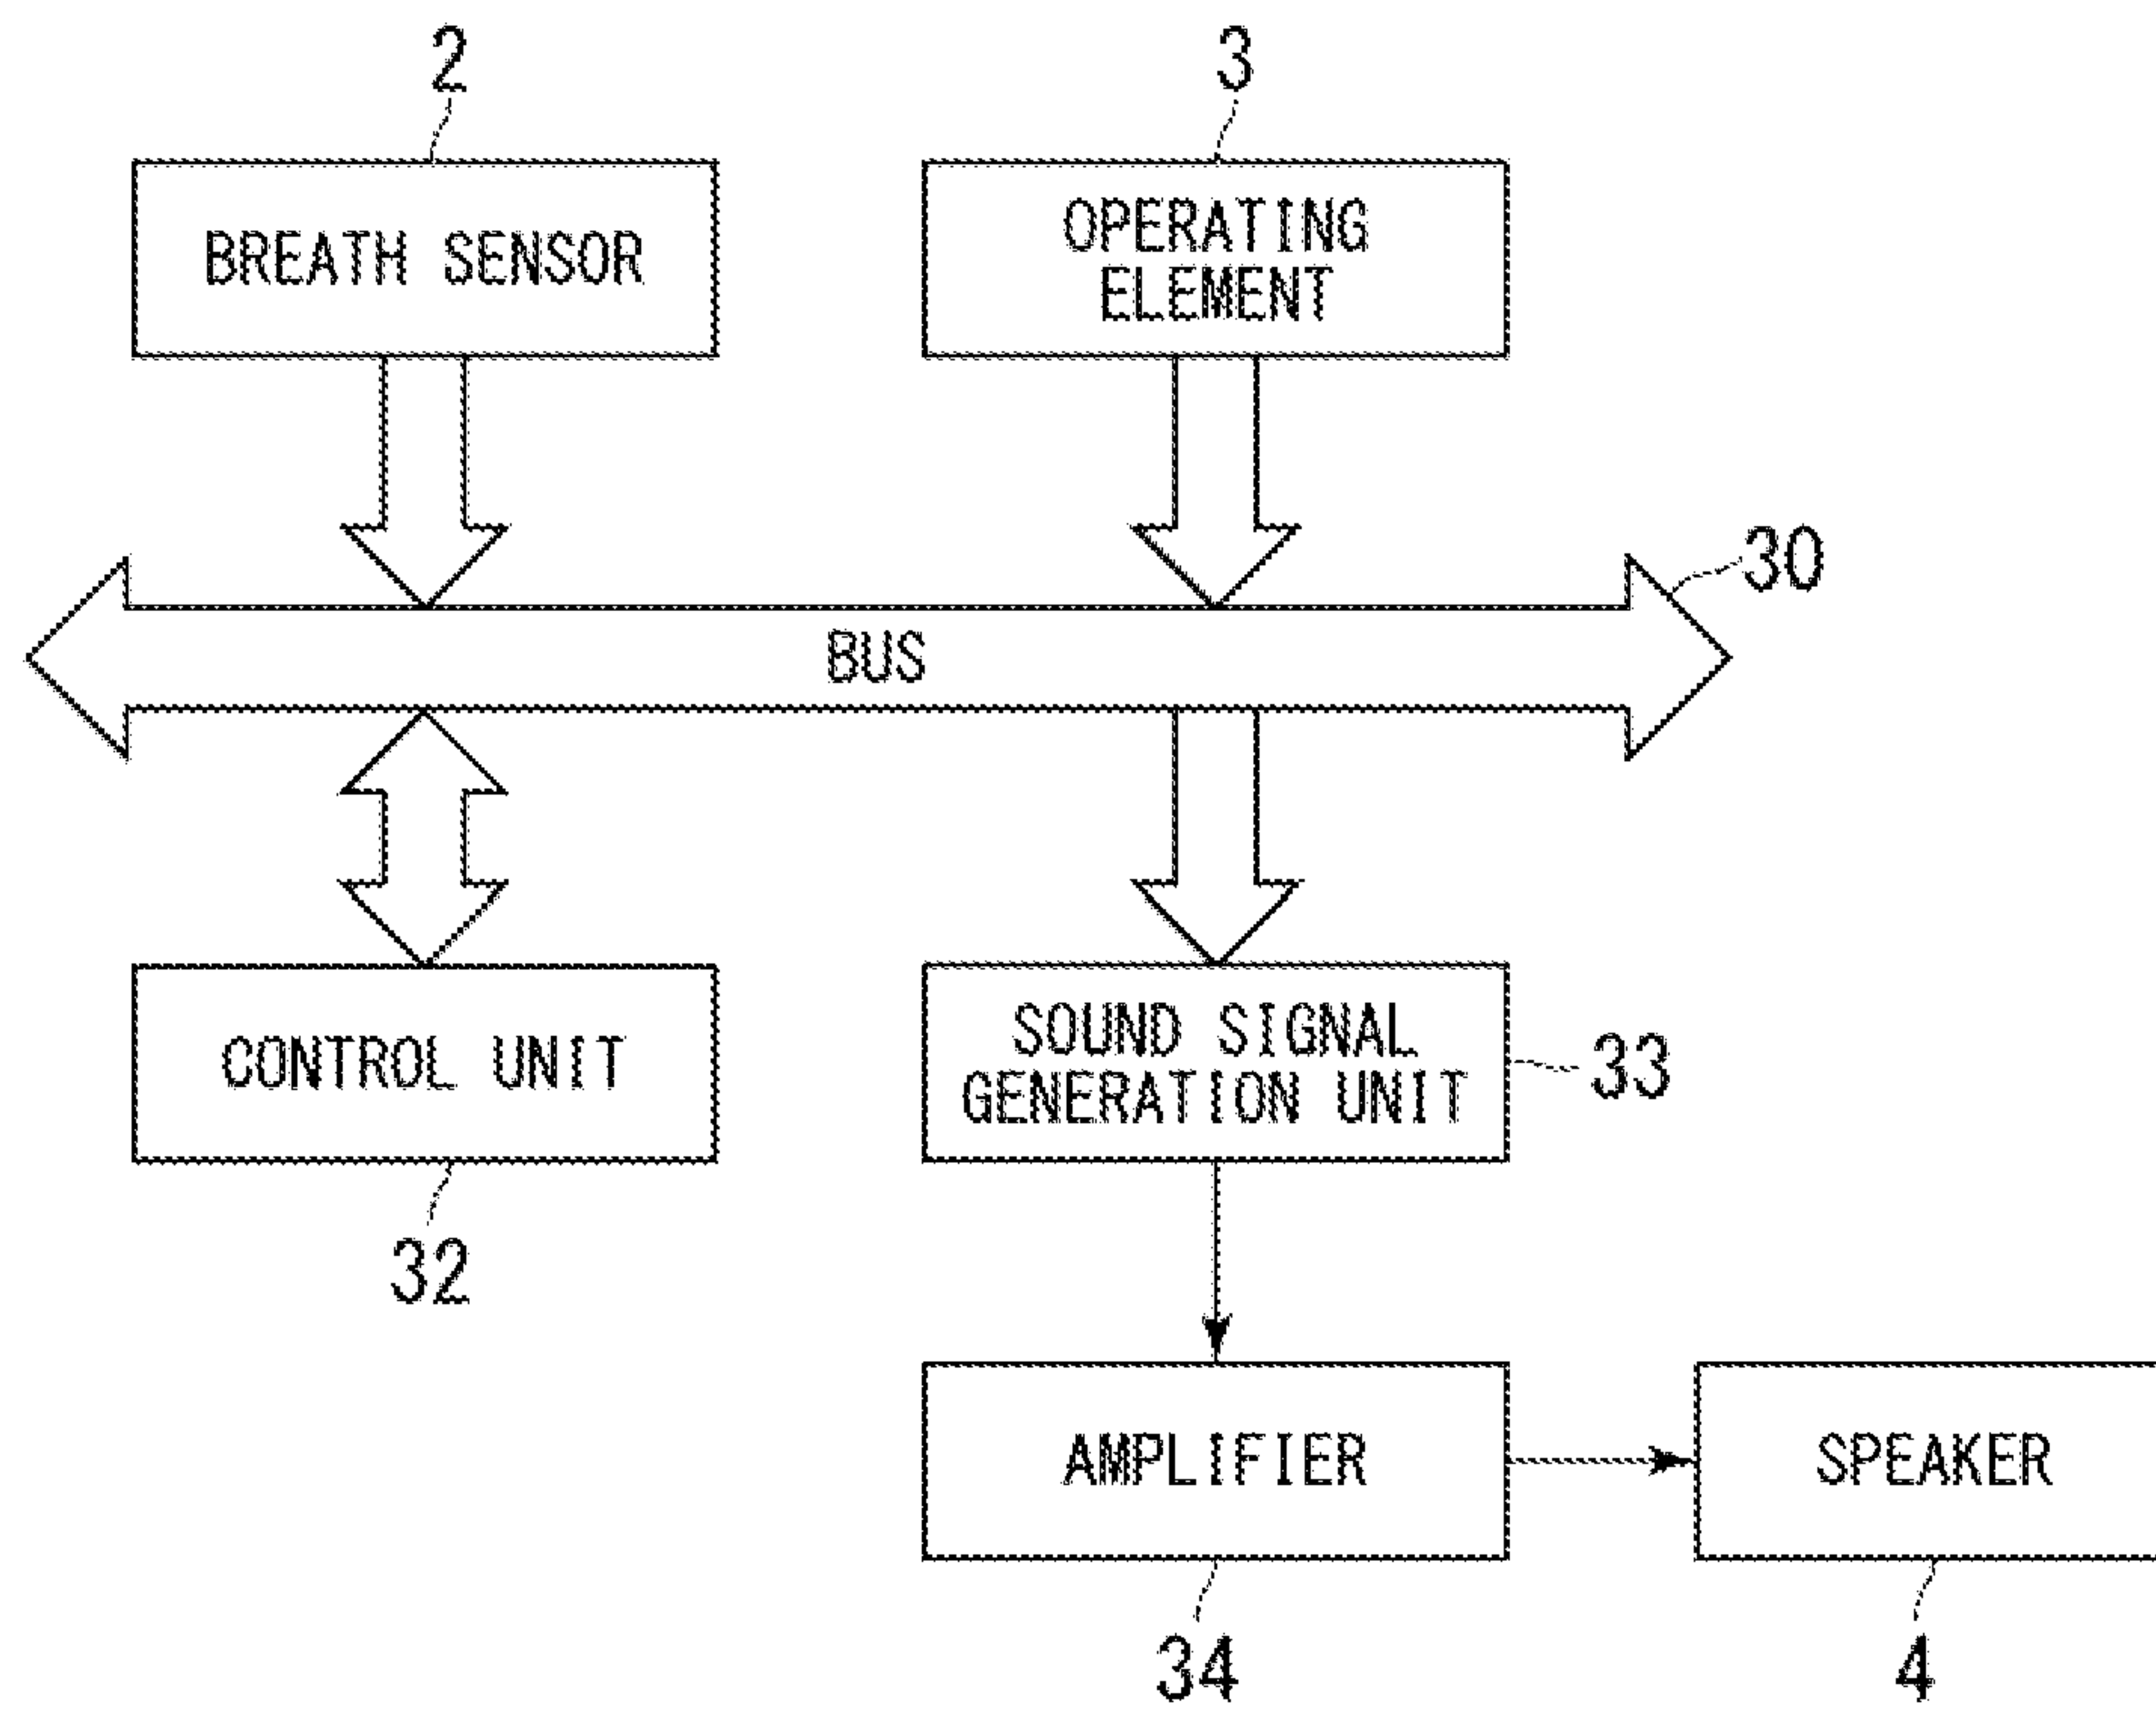 2
3
BREATH SENSOR
OPERATING
ELEMENT
30
BUS
CONTROL UNIT
SOUND SIGNAL
GENERATION UNIT
33
32
AMPLIFIER
SPEAKER
34
4